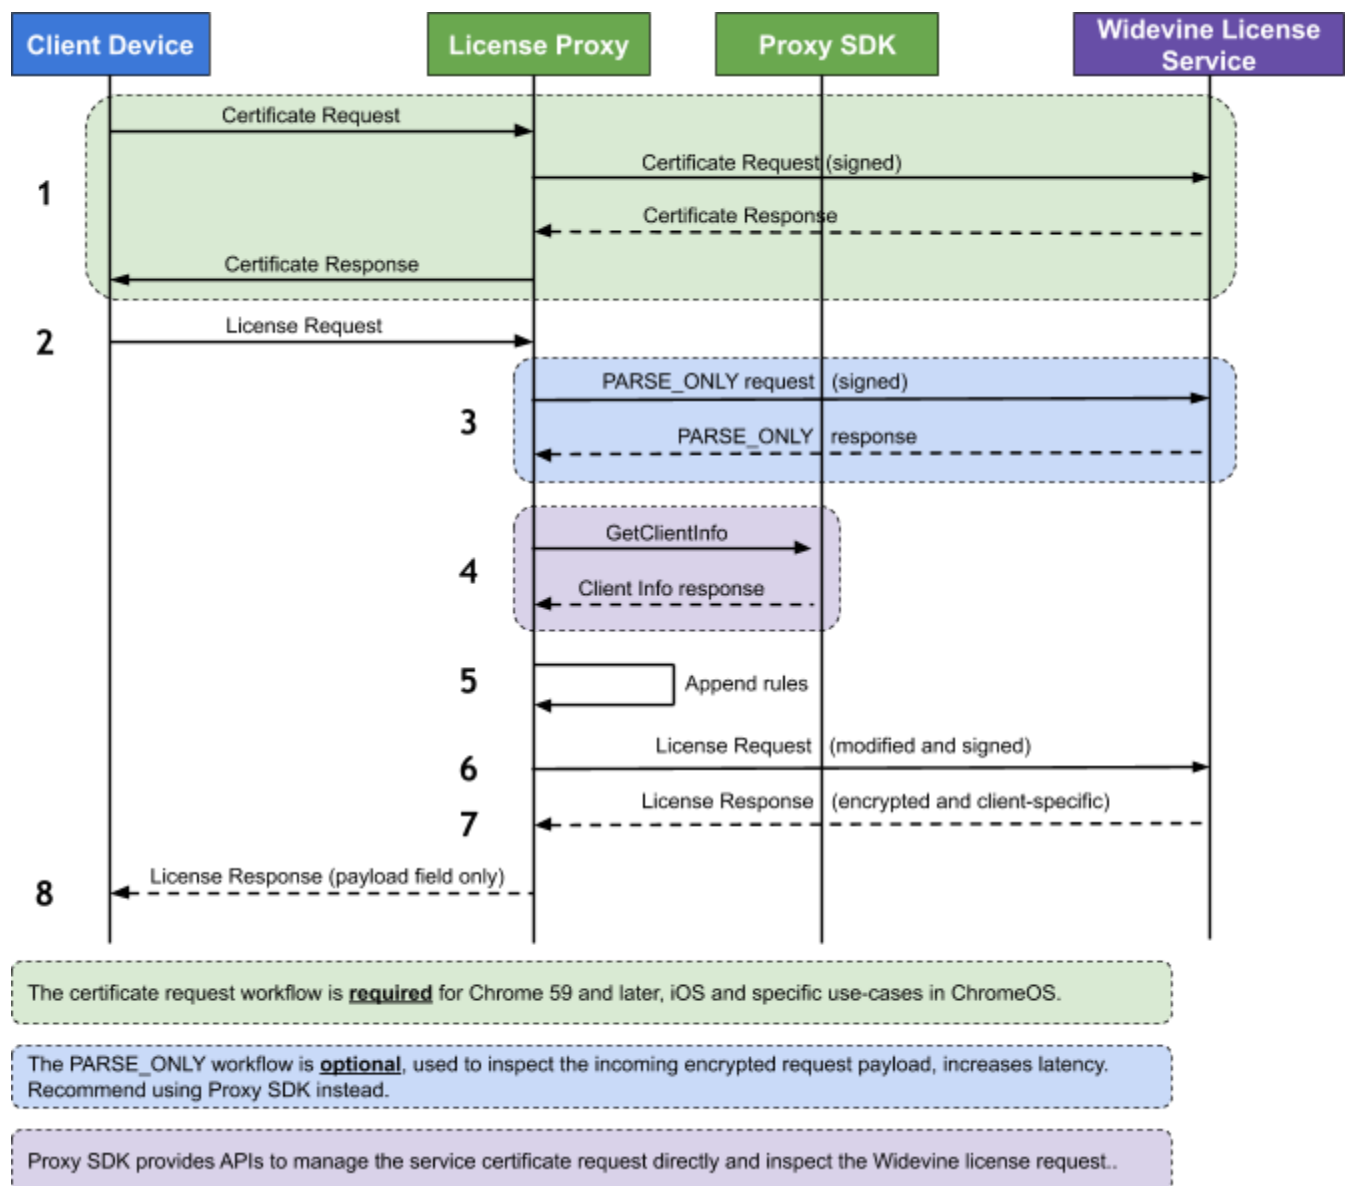 Client Device
License Proxy
Proxy SDK
Widevine License
Service
Certificate Request
Certificate Request (signed)
1
Certificate Response
Certificate Response
License Request
2
PARSE_ONLY request (signed)
3
PARSE_ONLY response
GetClientInfo
4
Client Info response
5
Append rules
License Request (modified and signed)
6
License Response (encrypted and client-specific)
7
License Response (payload field only)
8
The certificate request workflow is required for Chrome 59 and later, iOS and specific use-cases in ChromeOS.
The PARSE_ONLY workflow is optional, used to inspect the incoming encrypted request payload, increases latency.
Recommend using Proxy SDK instead.
Proxy SDK provides APIs to manage the service certificate request directly and inspect the Widevine license request..